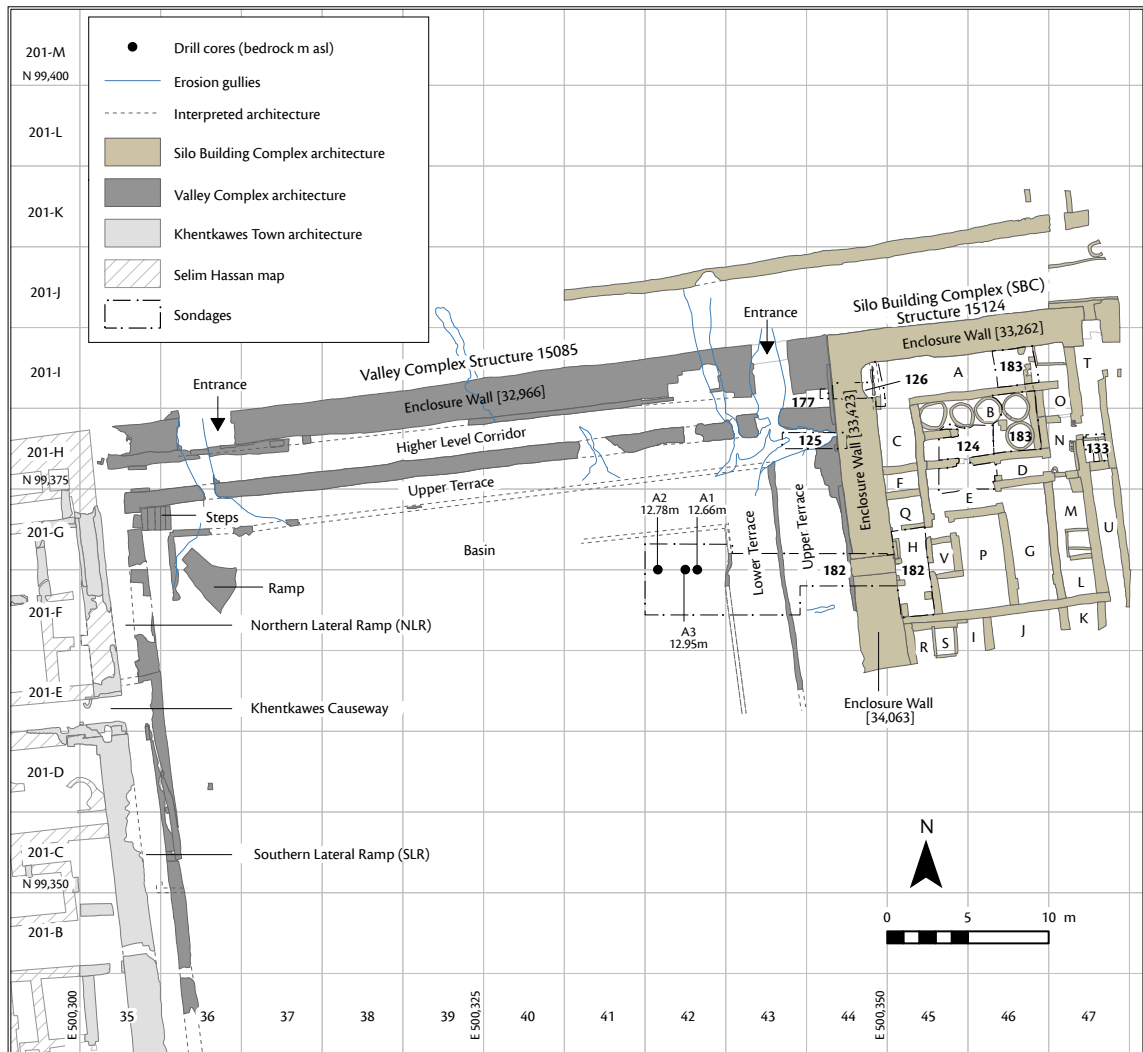 201-M
N 99,400
201-L
201-K
201-J
201-I
201-H
N 99,375
201-G
201-F
201-E
201-D
201-C
N 99,350
201-B
Drill cores (bedrock m asl)
Erosion gullies
Interpreted architecture
Silo Building Complex architecture
Valley Complex architecture
Khentkawes Town architecture
Selim Hassan map
Sondages
Silo Building Complex (SBC)
Structure 15124
Enclosure Wall [33,262]
Entrance
Valley Complex Structure 15085
Entrance
Enclosure Wall [32,966]
Higher Level Corridor
Upper Terrace
177
126
125
Enclosure Wall [33,423]
A
183
T
O
B
183
C
124
N
133
D
F
E
Q
M
U
H
V
P
G
182
182
L
K
R
S
I
J
Steps
Basin
Ramp
A2
12.78m
A1
12.66m
A3
12.95m
Lower Terrace
Upper Terrace
Northern Lateral Ramp (NLR)
Khentkawes Causeway
Enclosure Wall
[34,063]
Southern Lateral Ramp (SLR)
N
0 5 10 m
E 500,300
35
36
37
38
39
E 500,325
40
41
42
43
44
E 500,350
45
46
47